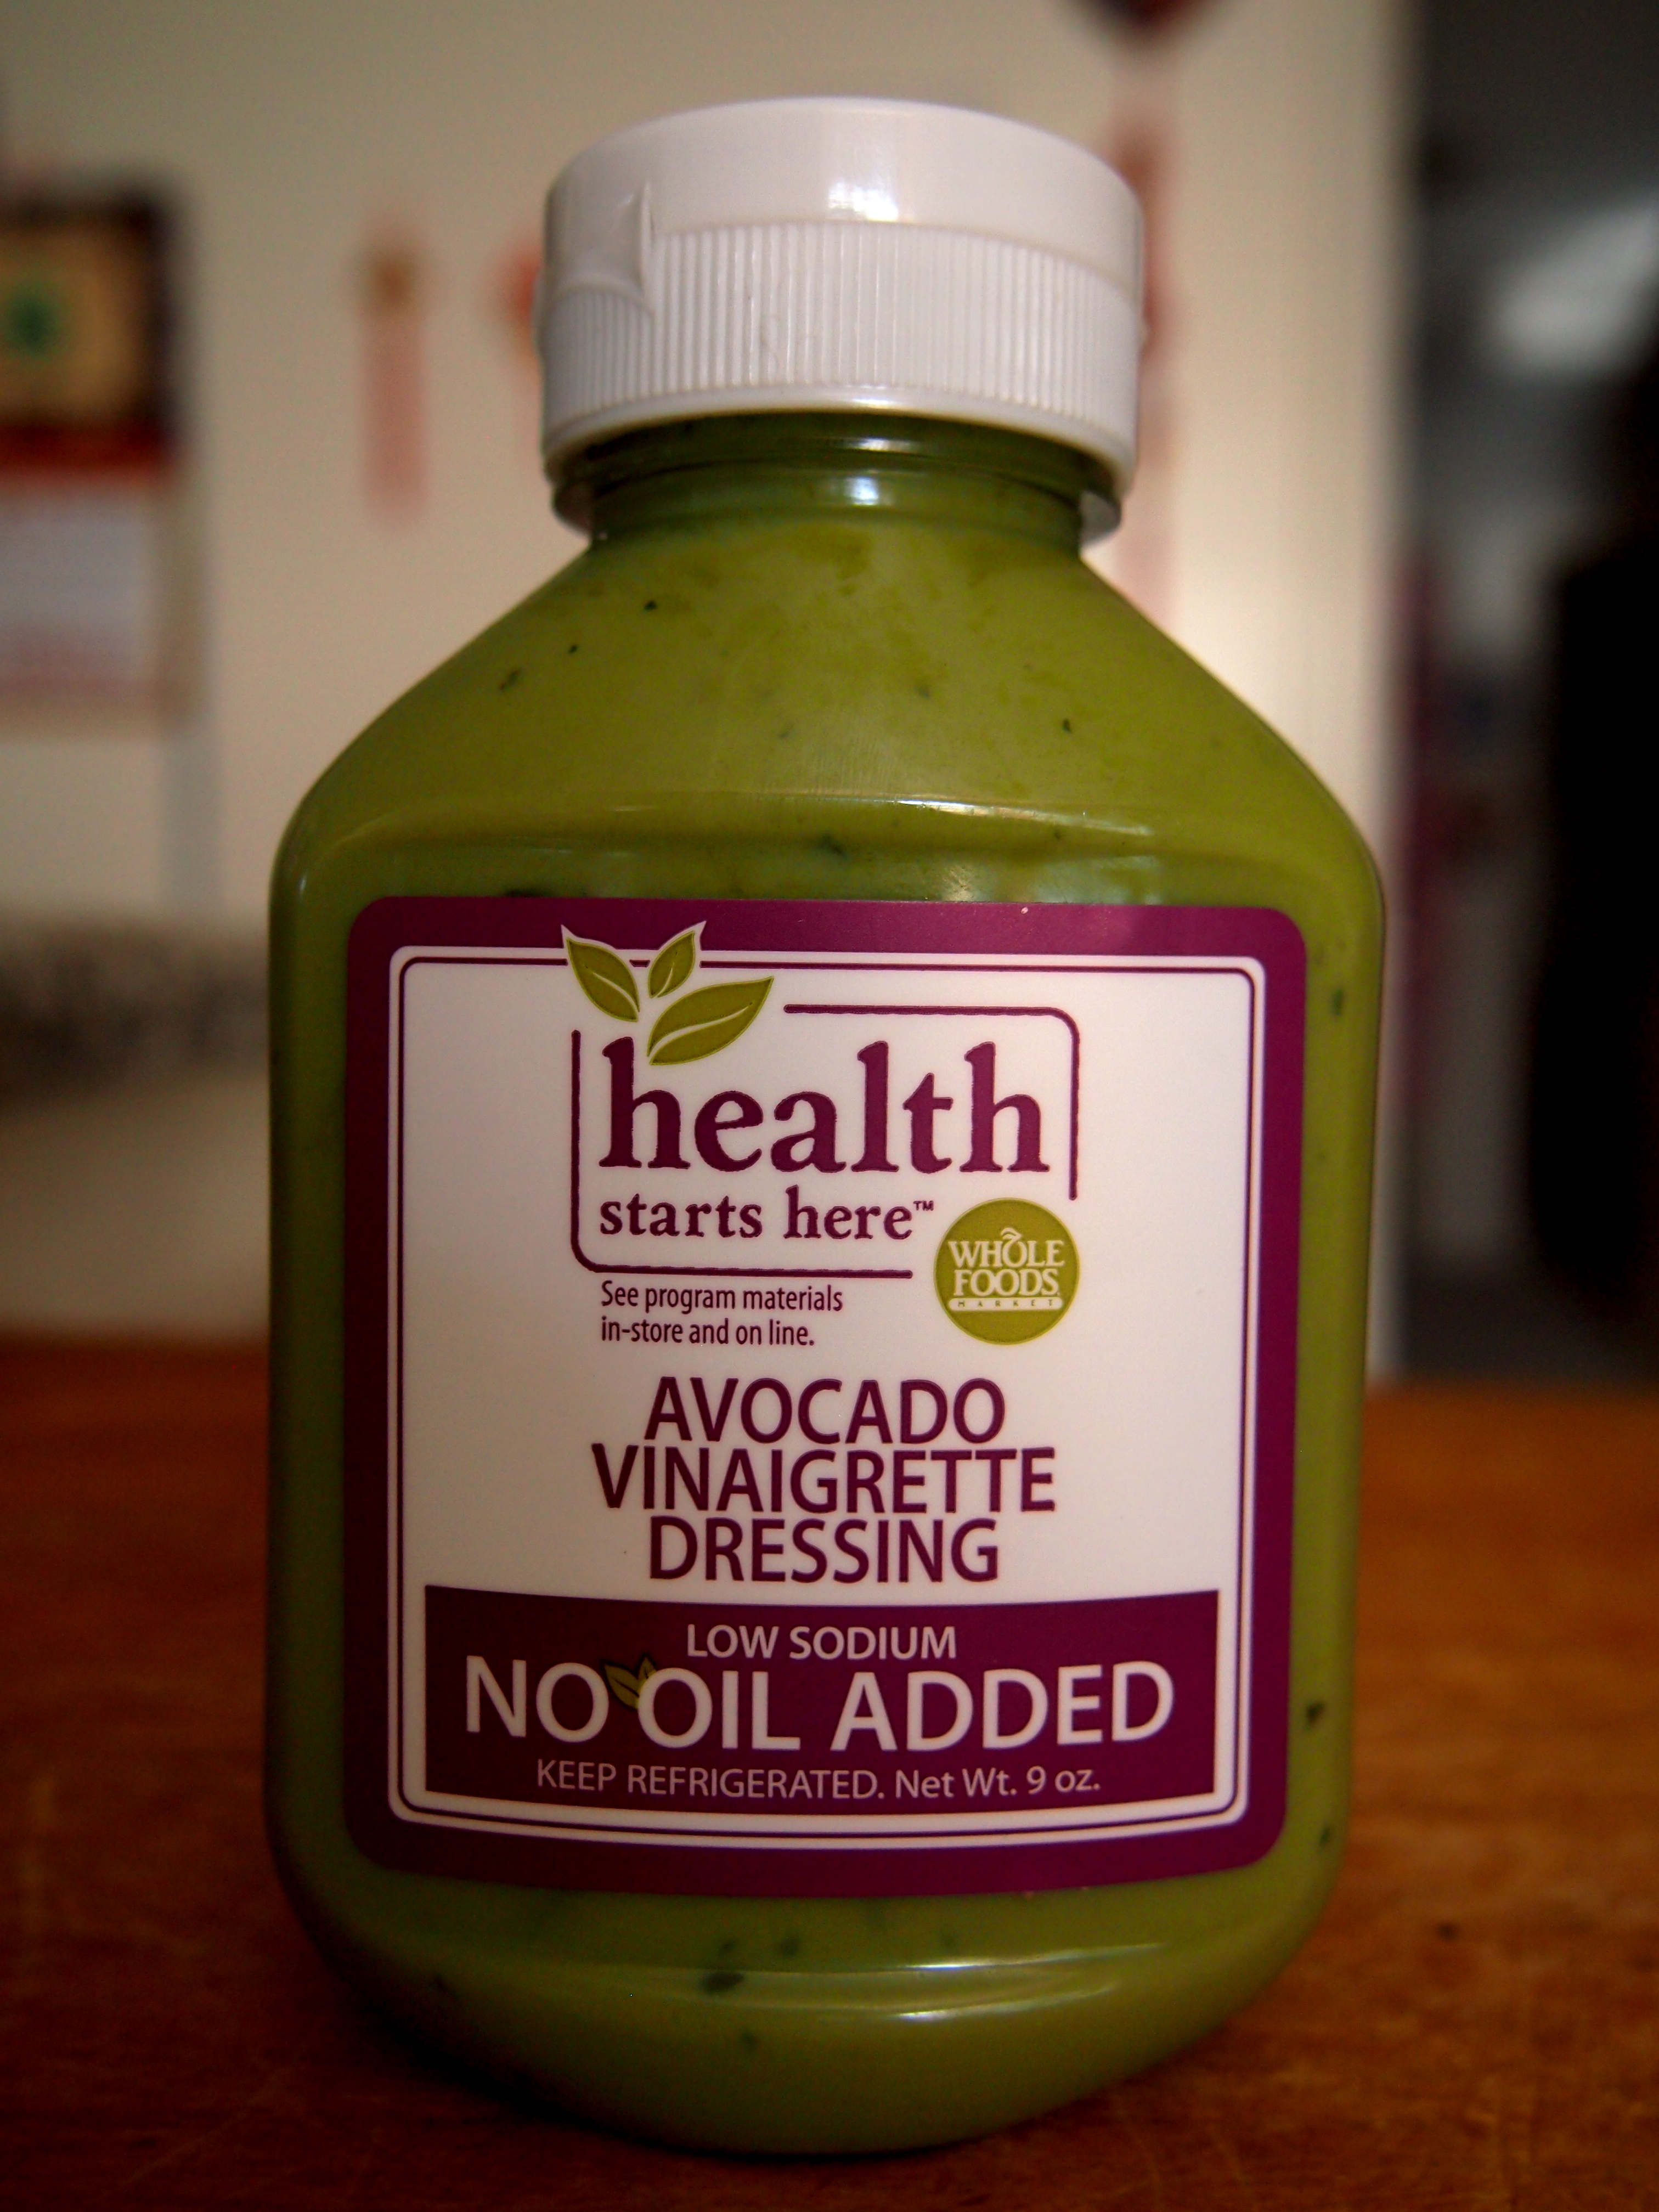 health
starts here™
WHOLE
FOODS
MARKET
See program materials
in-store and on line.
AVOCADO
VINAIGRETTE
DRESSING
LOW SODIUM
NO OIL ADDED
KEEP REFRIGERATED. Net Wt. 9 oz.